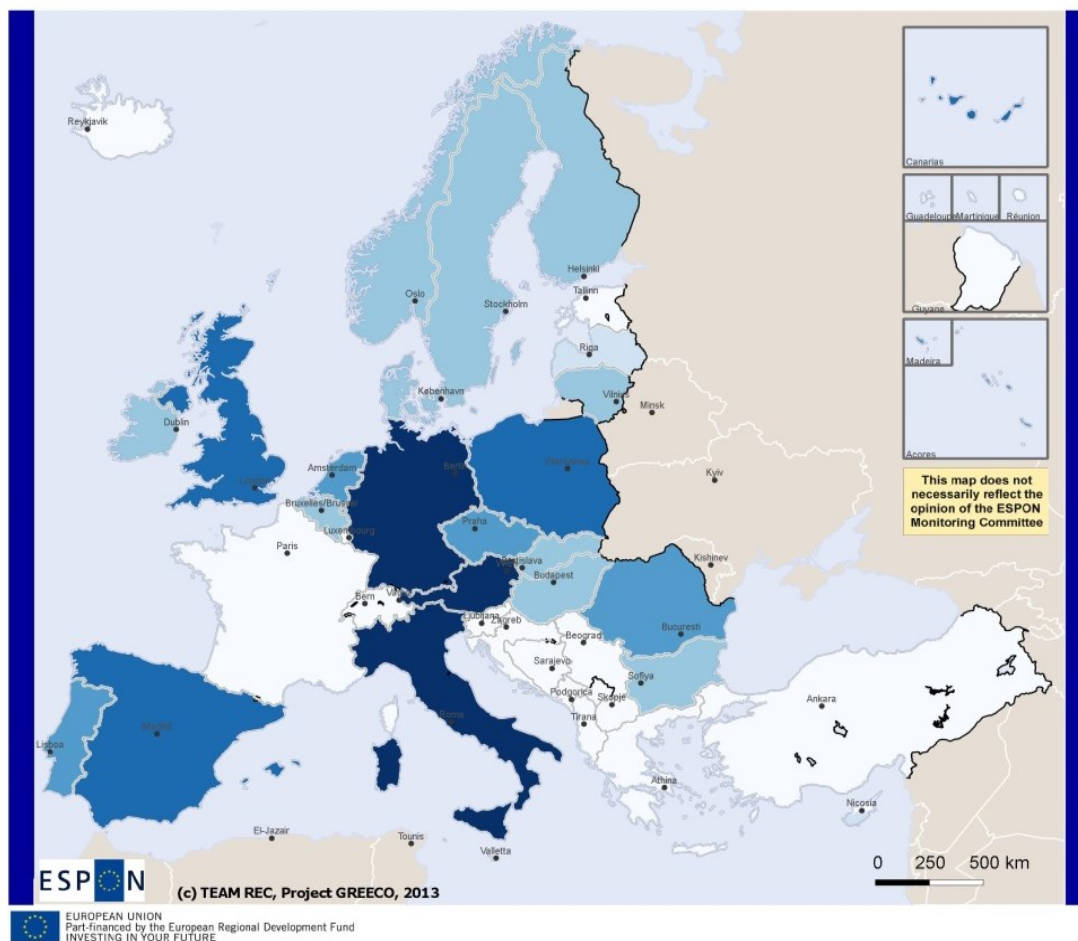 Reykjavik
Canarias
Guadeloupe
Martinique
Réunion
Guyane
Madeira
Acores
This map does not
necessarily reflect the
opinion of the ESPON
Monitoring Committee
Helsinki
Tallinn
Oslo
Stockholm
Riga
København
Vilnius
Minsk
Dublin
Amsterdam
Berlin
Warszawa
London
Kyiv
Bruxelles/Brussel
Praha
Luxembourg
Paris
Bratislava
Kishinev
Budapest
Bern
Ljubljana
Zagreb
Beograd
Bucuresti
Sarajevo
Sofiya
Podgorica
Skopje
Ankara
Tirana
Roma
Madrid
Lisboa
Athina
Nicosia
El-Jazair
Tounis
Valletta
0 250 500 km
ESPON
(c) TEAM REC, Project GREECO, 2013
EUROPEAN UNION
Part-financed by the European Regional Development Fund
INVESTING IN YOUR FUTURE